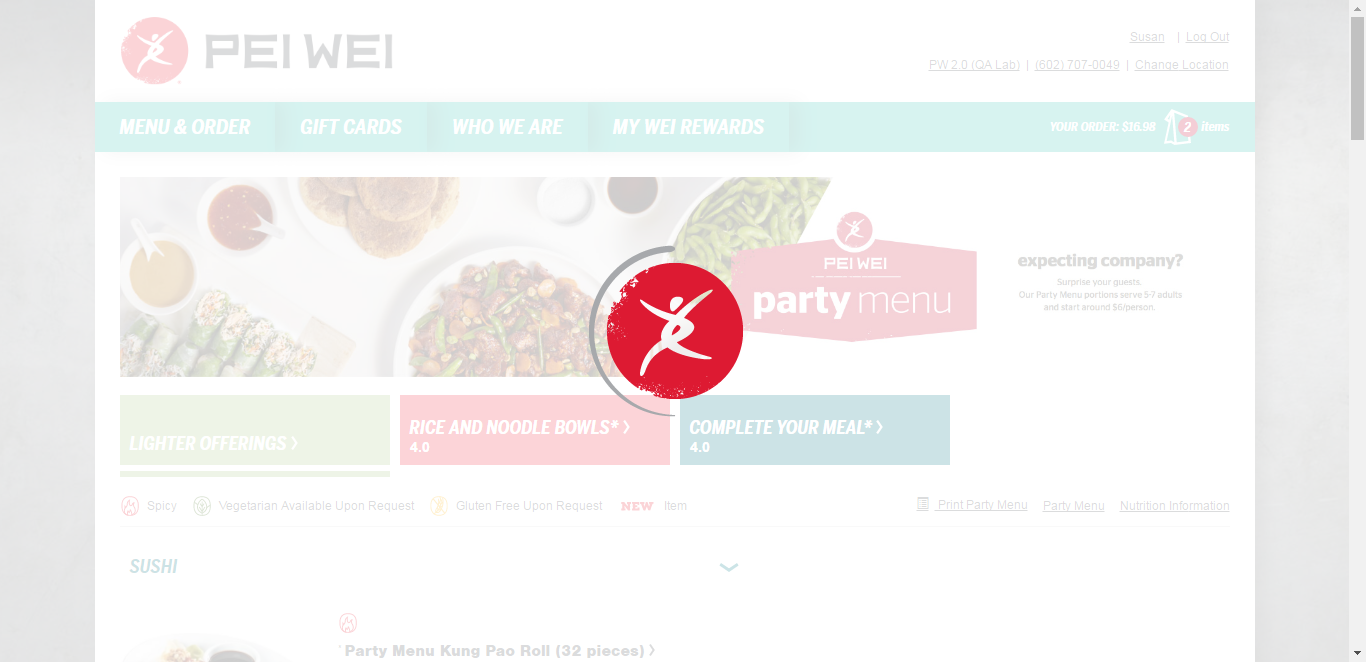 PEI WEI
Susan | Log Out
PW 2.0 (QA Lab) | (602) 707-0049 | Change Location
MENU & ORDER
GIFT CARDS
WHO WE ARE
MY WEI REWARDS
YOUR ORDER: $16.98 2 items
PEI WEI
party menu
expecting company?
Surprise your guests.
Our Party Menu portions serve 5-7 adults
and start around $6/person.
LIGHTER OFFERINGS >
RICE AND NOODLE BOWLS* >
4.0
COMPLETE YOUR MEAL* >
4.0
Spicy
Vegetarian Available Upon Request
Gluten Free Upon Request
NEW Item
Print Party Menu
Party Menu
Nutrition Information
SUSHI
Party Menu Kung Pao Roll (32 pieces) >